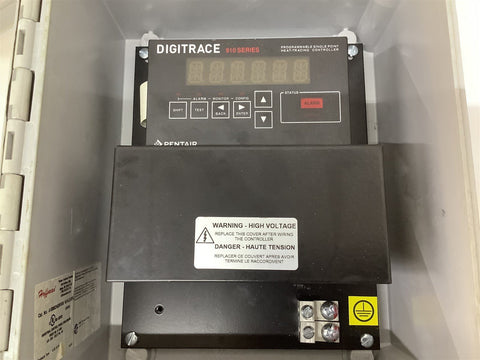 DIGITRACE 910 SERIES
PROGRAMMABLE SINGLE POINT
HEAT-TRACING CONTROLLER
ALARM MONITOR CONFIG
STATUS
SHIFT TEST BACK ENTER
ALARM
PENTAIR
WARNING - HIGH VOLTAGE
REPLACE THIS COVER AFTER WIRING
THE CONTROLLER
DANGER - HAUTE TENSION
REPLACER CE COUVERT APRES AVOIR
TERMINE LE RACCORDEMENT
Hoffman